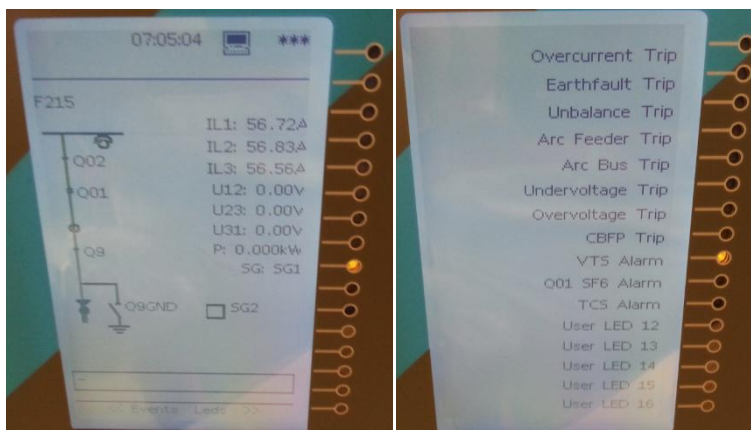 07:05:04 ***
F215
IL1: 56.72A
IL2: 56.83A
IL3: 56.56A
U12: 0.00V
U23: 0.00V
U31: 0.00V
P: 0.000kW
SG: SG1
Q02
Q01
Q9
Q9GND
SG2
-
<< Events Leds >>
Overcurrent Trip
Earthfault Trip
Unbalance Trip
Arc Feeder Trip
Arc Bus Trip
Undervoltage Trip
Overvoltage Trip
CBFP Trip
VTS Alarm
Q01 SF6 Alarm
TCS Alarm
User LED 12
User LED 13
User LED 14
User LED 15
User LED 16